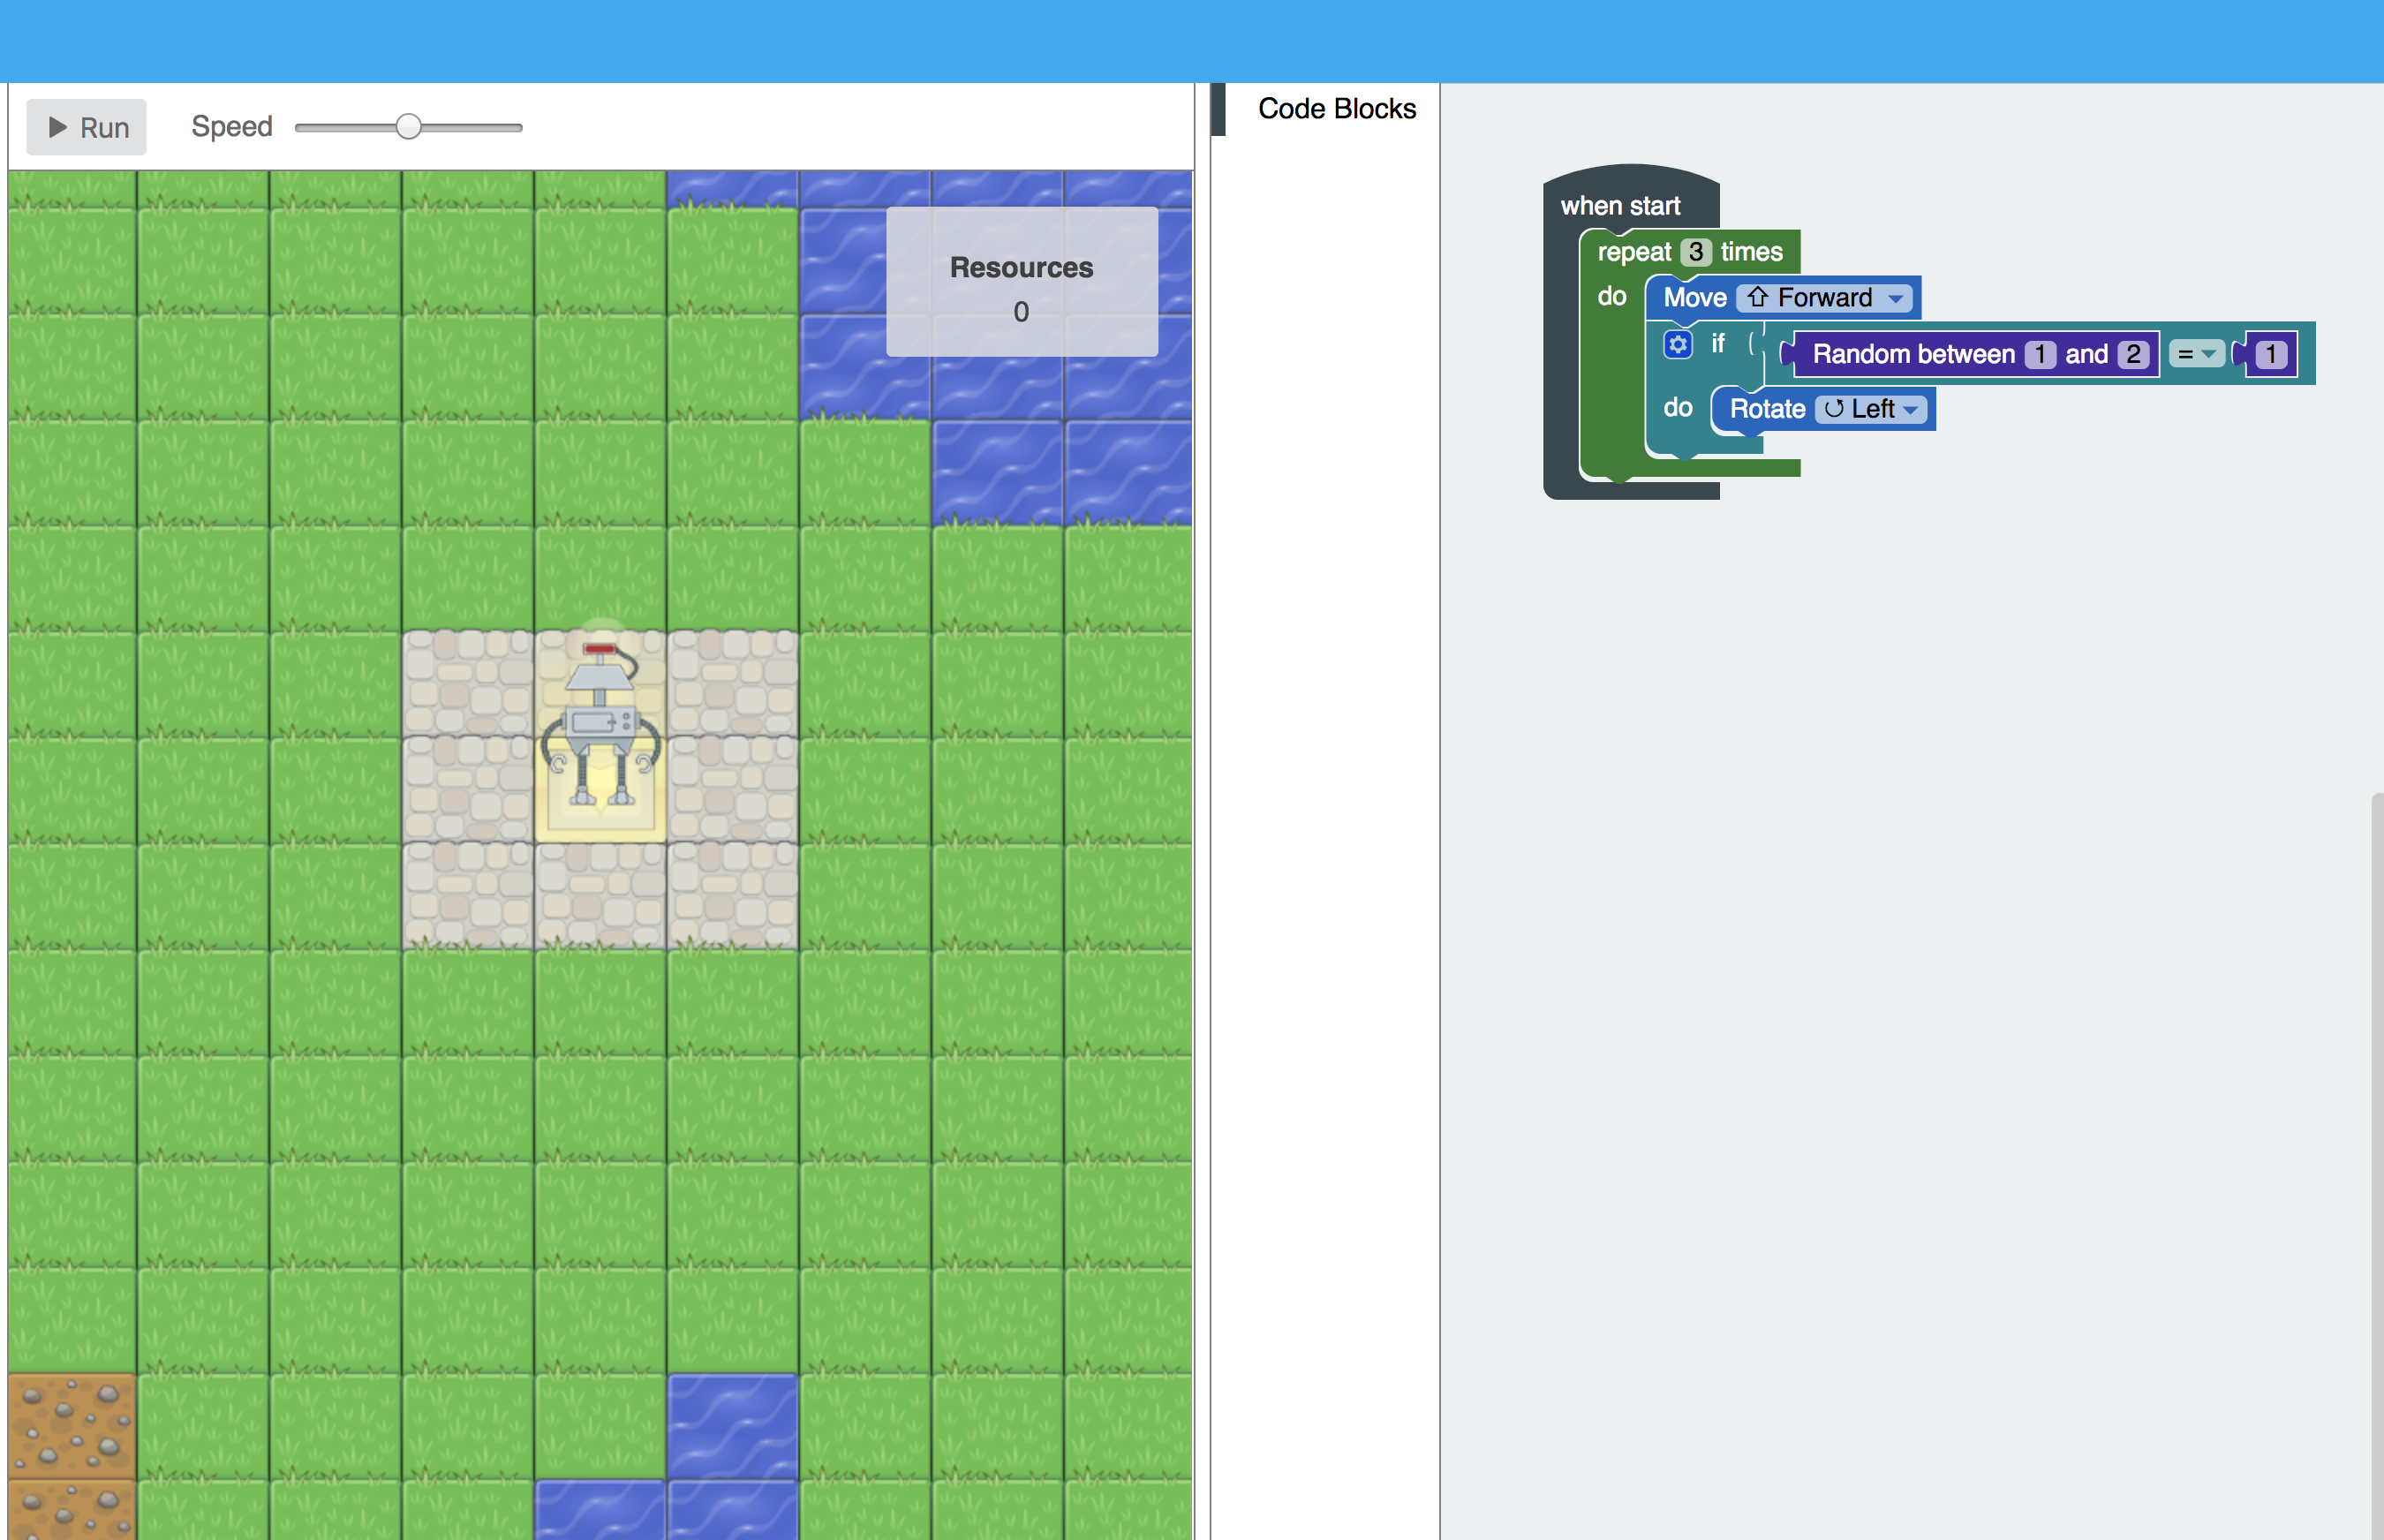 Run
Speed
Resources
0
Code Blocks
when start
repeat 3 times
do
Move Forward
if Random between 1 and 2 = 1
do Rotate Left